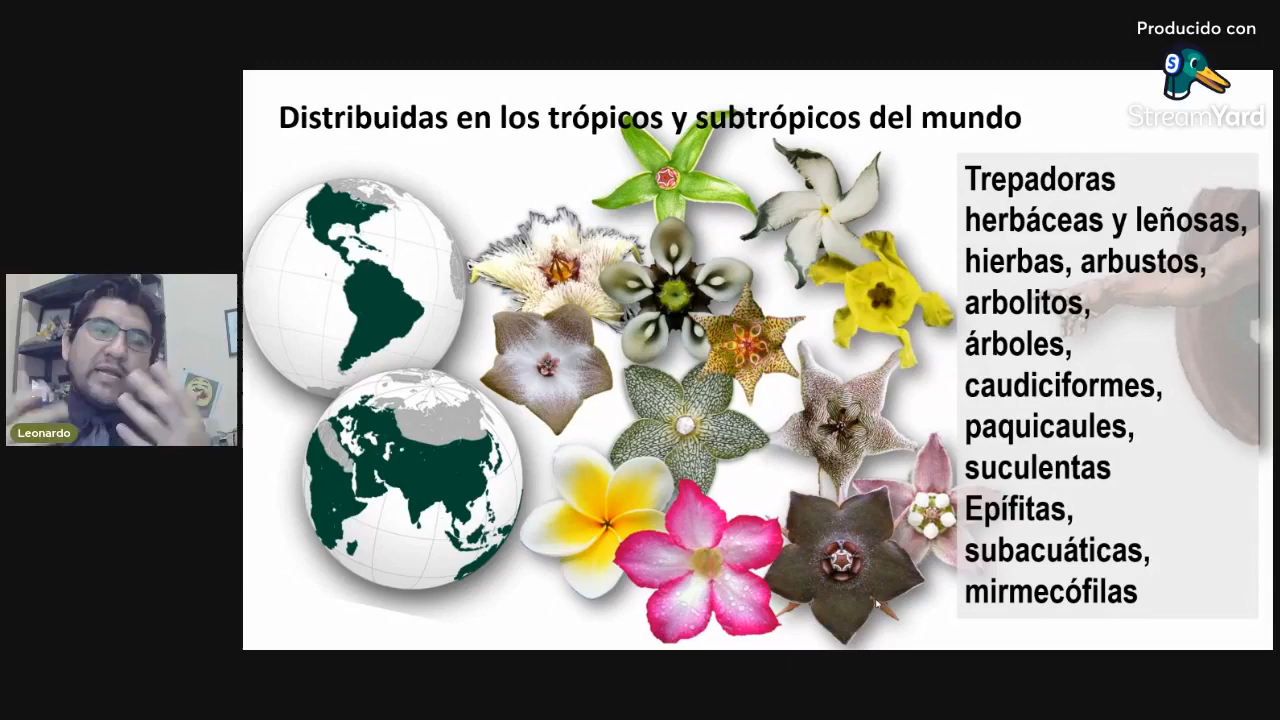 Producido con
StreamYard
Distribuidas en los trópicos y subtrópicos del mundo
Trepadoras
herbáceas y leñosas,
hierbas, arbustos,
arbolitos,
árboles,
caudiciformes,
paquicaules,
suculentas
Epífitas,
subacuáticas,
mirmecófilas
Leonardo